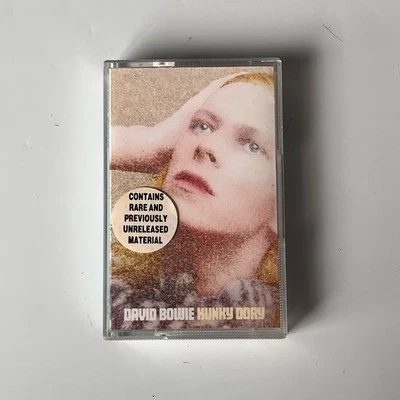 CONTAINS
RARE AND
PREVIOUSLY
UNRELEASED
MATERIAL
DAVID BOWIE HUNKY DORY